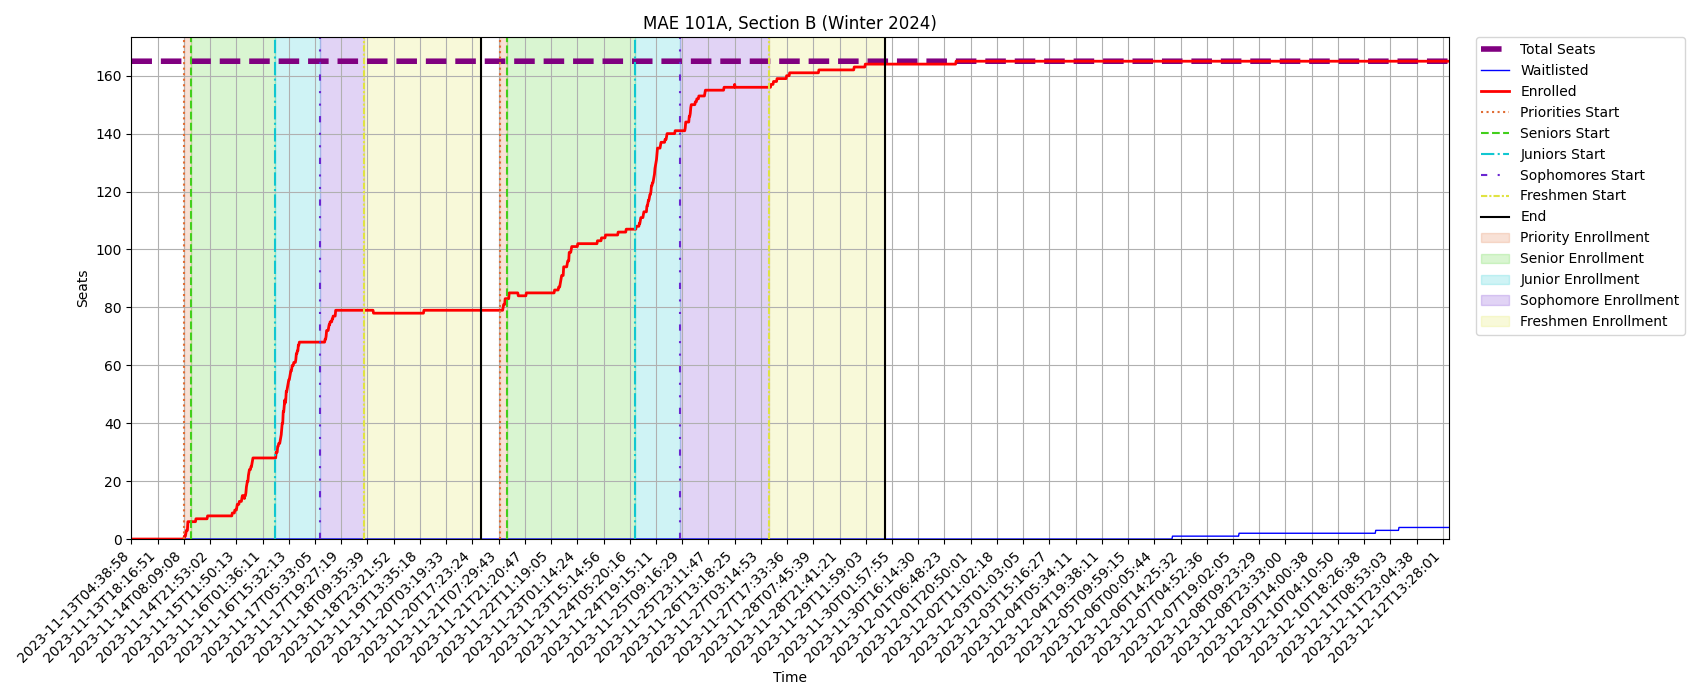 MAE 101A, Section B (Winter 2024)
Seats
160
140
120
100
80
60
40
20
0
2023-11-13T04:38:58
2023-11-13T18:16:51
2023-11-14T08:09:08
2023-11-14T21:53:02
2023-11-15T11:50:13
2023-11-16T01:36:11
2023-11-16T15:32:13
2023-11-17T05:33:05
2023-11-17T19:27:19
2023-11-18T09:35:39
2023-11-18T23:21:52
2023-11-19T13:35:18
2023-11-20T03:19:33
2023-11-20T17:23:24
2023-11-21T07:29:43
2023-11-21T21:20:47
2023-11-22T11:19:05
2023-11-23T01:14:24
2023-11-23T15:14:56
2023-11-24T05:20:16
2023-11-24T19:15:11
2023-11-25T09:16:29
2023-11-25T23:11:47
2023-11-26T13:18:25
2023-11-27T03:14:53
2023-11-27T17:33:36
2023-11-28T07:45:39
2023-11-28T21:41:21
2023-11-29T11:59:03
2023-11-30T01:57:55
2023-11-30T16:14:30
2023-12-01T06:48:23
2023-12-01T20:50:01
2023-12-02T11:02:18
2023-12-03T01:03:05
2023-12-03T15:16:27
2023-12-04T05:34:11
2023-12-04T19:38:11
2023-12-05T09:59:15
2023-12-06T00:05:44
2023-12-06T14:25:32
2023-12-07T04:52:36
2023-12-07T19:02:05
2023-12-08T09:23:29
2023-12-08T23:33:00
2023-12-09T14:00:38
2023-12-10T04:10:50
2023-12-10T18:26:38
2023-12-11T08:53:03
2023-12-11T23:04:38
2023-12-12T13:28:01
Time
Total Seats
Waitlisted
Enrolled
Priorities Start
Seniors Start
Juniors Start
Sophomores Start
Freshmen Start
End
Priority Enrollment
Senior Enrollment
Junior Enrollment
Sophomore Enrollment
Freshmen Enrollment